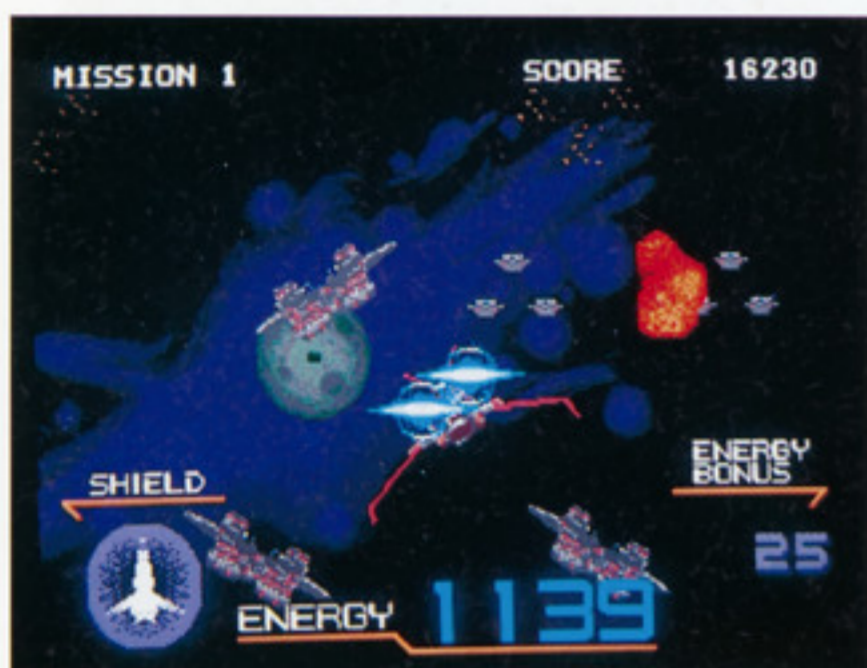 MISSION 1 SCORE 16230
SHIELD
ENERGY
BONUS
25
ENERGY 1139